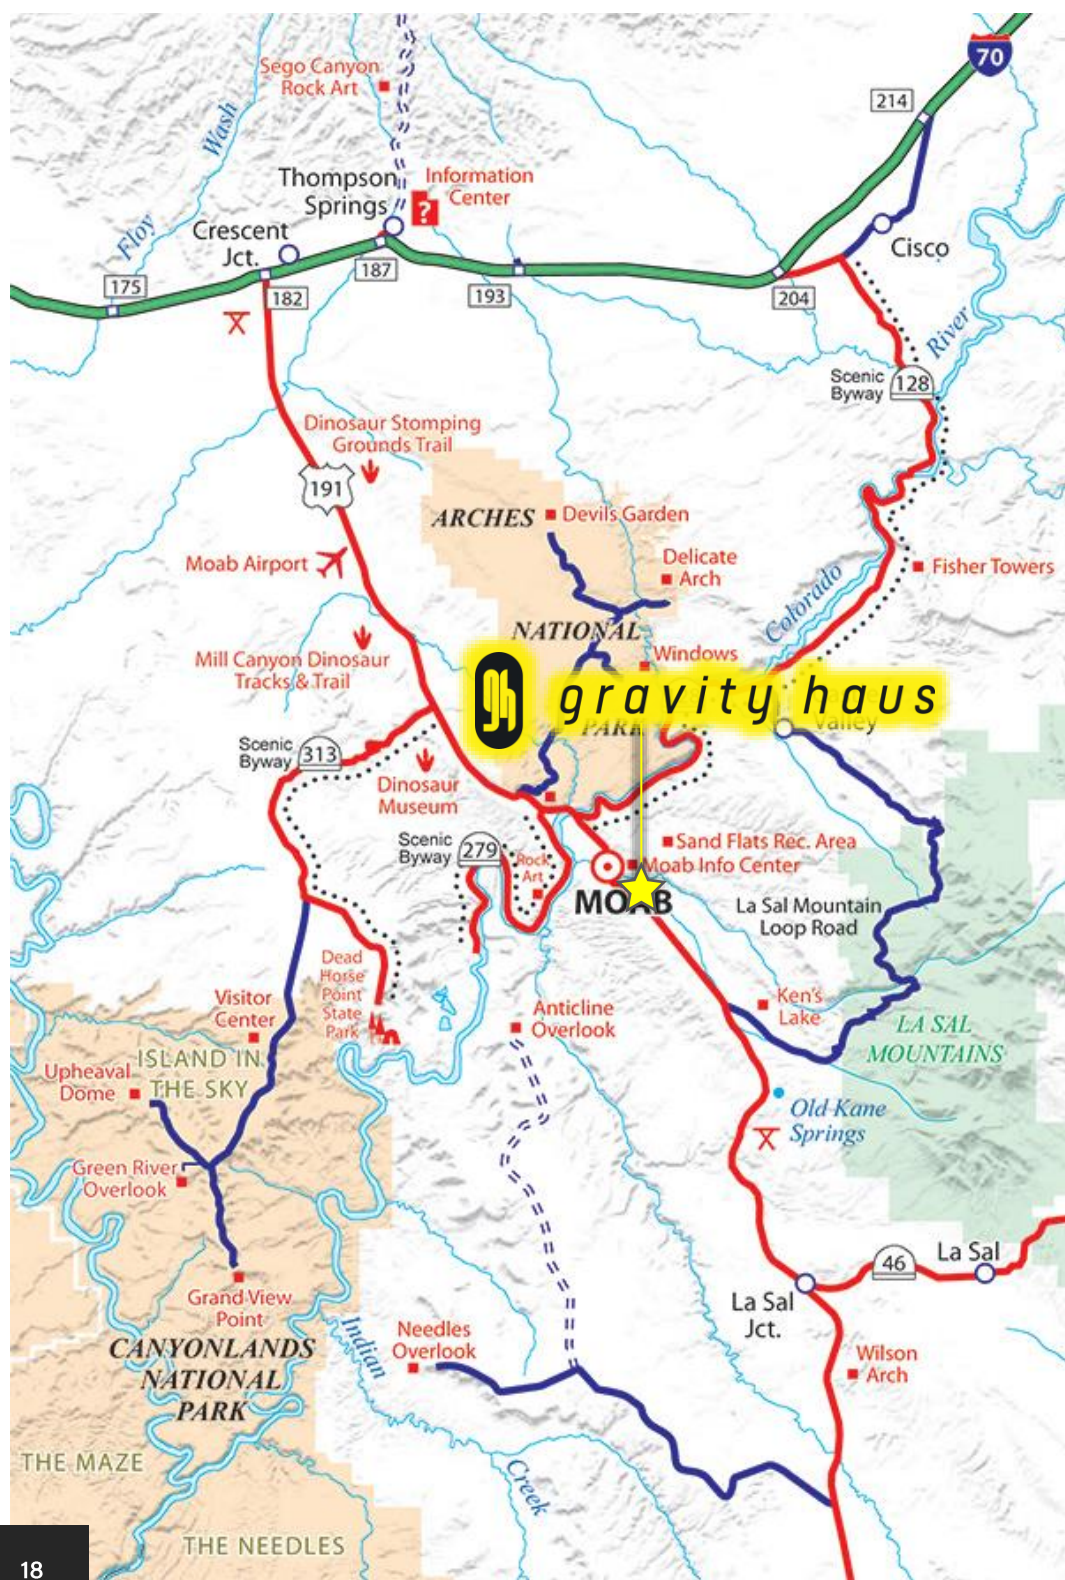 70
214
Sego Canyon
Rock Art
Wash
Thompson
Springs
Information
Center
?
Crescent
Jct.
Floy
Cisco
175
182
187
193
204
River
Scenic
Byway
128
Dinosaur Stomping
Grounds Trail
191
ARCHES
Devils Garden
Moab Airport
Delicate
Arch
Fisher Towers
Colorado
NATIONAL
Mill Canyon Dinosaur
Tracks & Trail
Windows
gh
gravity haus
PARK
Valley
Scenic
Byway
313
Dinosaur
Museum
Scenic
Byway
279
Rock
Art
Sand Flats Rec. Area
Moab Info Center
MOAB
La Sal Mountain
Loop Road
Dead
Horse
Point
State
Park
Visitor
Center
Anticline
Overlook
Ken's
Lake
LA SAL
MOUNTAINS
ISLAND IN
THE SKY
Upheaval
Dome
Old Kane
Springs
Green River
Overlook
46
La Sal
La Sal
Jct.
Grand View
Point
Indian
Needles
Overlook
CANYONLANDS
NATIONAL
PARK
Wilson
Arch
THE MAZE
Creek
THE NEEDLES
18